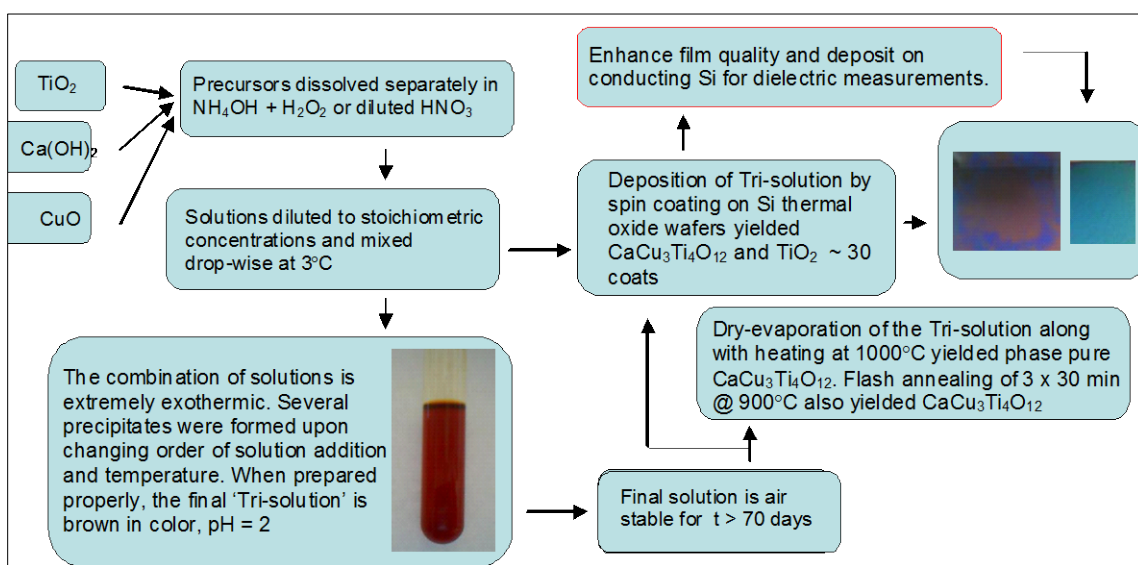 TiO₂
Ca(OH)₂
CuO
Precursors dissolved separately in
NH₄OH + H₂O₂ or diluted HNO₃
Solutions diluted to stoichiometric
concentrations and mixed
drop-wise at 3°C
The combination of solutions is
extremely exothermic. Several
precipitates were formed upon
changing order of solution addition
and temperature. When prepared
properly, the final ‘Tri-solution’ is
brown in color, pH = 2
Final solution is air
stable for t > 70 days
Dry-evaporation of the Tri-solution along
with heating at 1000°C yielded phase pure
CaCu₃Ti₄O₁₂. Flash annealing of 3 x 30 min
@ 900°C also yielded CaCu₃Ti₄O₁₂
Deposition of Tri-solution by
spin coating on Si thermal
oxide wafers yielded
CaCu₃Ti₄O₁₂ and TiO₂ ~ 30
coats
Enhance film quality and deposit on
conducting Si for dielectric measurements.